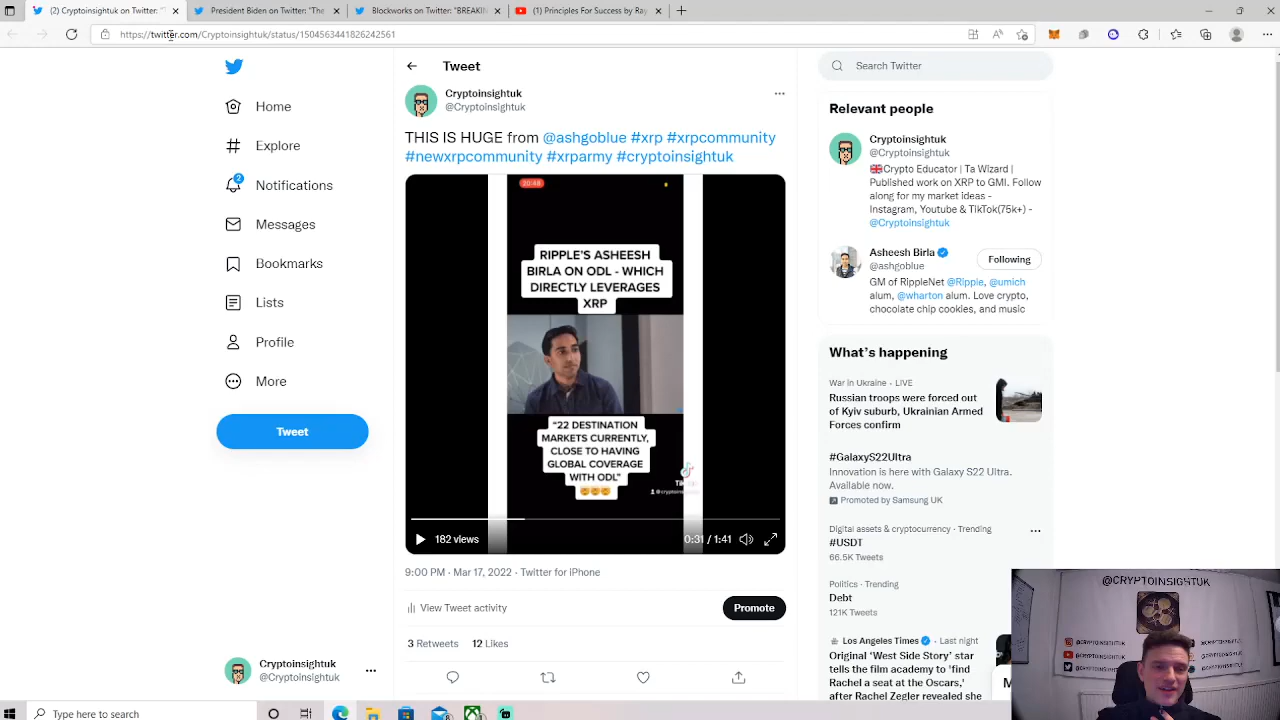 (2) Cryptoinsightuk on Twitter: "T
President Biden on Twitter: "The
Blockworks on Twitter: "BREAKIN
(1) Principles For Success by Ray
https://twitter.com/Cryptoinsightuk/status/1504563441826242561
Home
Explore
2
Notifications
Messages
Bookmarks
Lists
Profile
More
Tweet
Cryptoinsightuk
@Cryptoinsightuk
Tweet
Cryptoinsightuk
@Cryptoinsightuk
THIS IS HUGE from @ashgoblue #xrp #xrpcommunity
#newxrpcommunity #xrparmy #cryptoinsightuk
20:48
RIPPLE'S ASHEESH
BIRLA ON ODL - WHICH
DIRECTLY LEVERAGES
XRP
"22 DESTINATION
MARKETS CURRENTLY,
CLOSE TO HAVING
GLOBAL COVERAGE
WITH ODL"
182 views
0:31 / 1:41
9:00 PM · Mar 17, 2022 · Twitter for iPhone
View Tweet activity
Promote
3 Retweets 12 Likes
Search Twitter
Relevant people
Cryptoinsightuk
@Cryptoinsightuk
Crypto Educator | Ta Wizard |
Published work on XRP to GMI. Follow
along for my market ideas -
Instagram, Youtube & TIkTok(75k+) -
@Cryptoinsightuk
Asheesh Birla
@ashgoblue
Following
GM of RippleNet @Ripple, @umich
alum, @wharton alum. Love crypto,
chocolate chip cookies, and music
What's happening
War in Ukraine · LIVE
Russian troops were forced out
of Kyiv suburb, Ukrainian Armed
Forces confirm
#GalaxyS22Ultra
Innovation is here with Galaxy S22 Ultra.
Available now.
Promoted by Samsung UK
Digital assets & cryptocurrency · Trending
#USDT
66.5K Tweets
Politics · Trending
Debt
121K Tweets
Los Angeles Times · Last night
Original 'West Side Story' star
tells the film academy to 'find
Rachel a seat at the Oscars,'
after Rachel Zegler revealed she
M
@CRYPTOINSIGHTUK
Type here to search